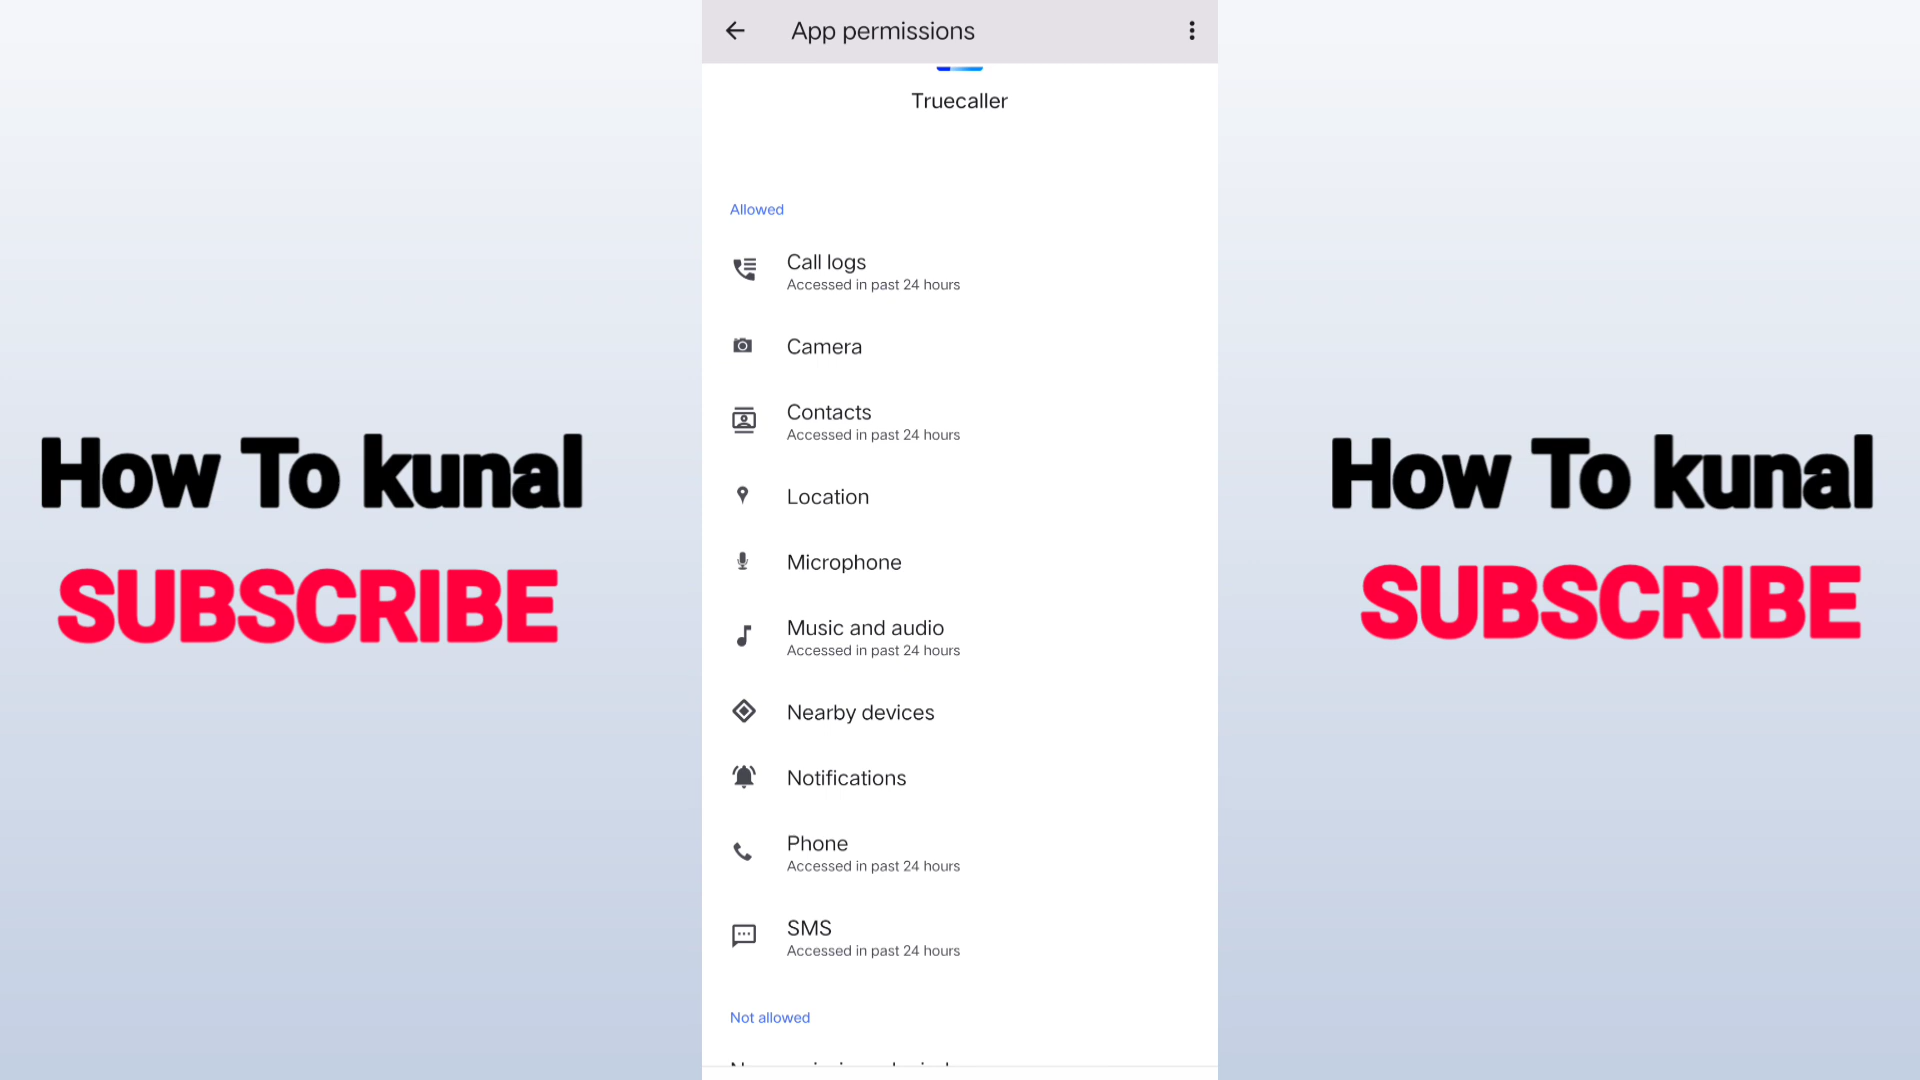 App permissions
Truecaller
Allowed
Call logs
Accessed in past 24 hours
Camera
Contacts
Accessed in past 24 hours
Location
Microphone
Music and audio
Accessed in past 24 hours
Nearby devices
Notifications
Phone
Accessed in past 24 hours
SMS
Accessed in past 24 hours
Not allowed
How To kunal
SUBSCRIBE
How To kunal
SUBSCRIBE